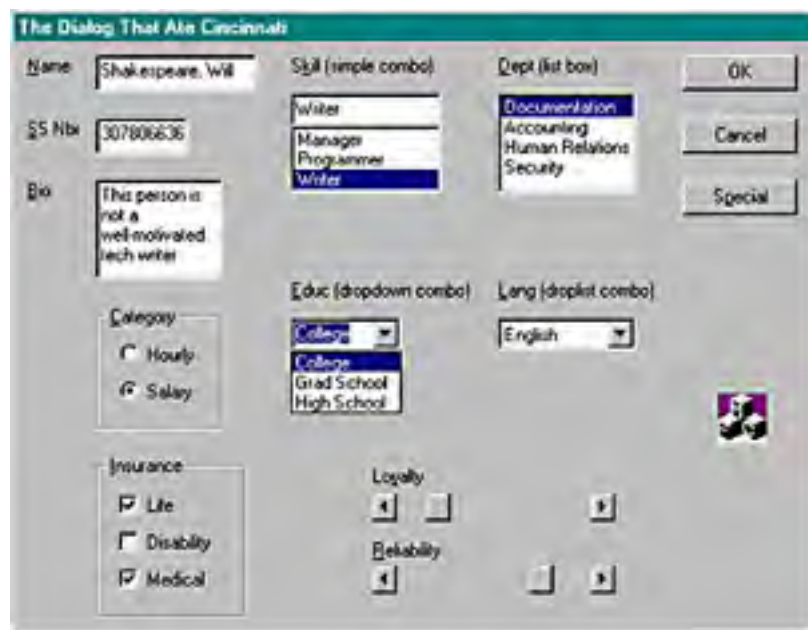 The Dialog That Ate Cincinnati
Name
Shakespeare, Will
SS Nbr
307806636
Bio
This person is
not a
well-motivated
tech writer
Category
Hourly
Salary
Insurance
Life
Disability
Medical
Skill (simple combo)
Writer
Manager
Programmer
Writer
Educ (dropdown combo)
College
College
Grad School
High School
Dept (list box)
Documentation
Accounting
Human Relations
Security
Lang (droplist combo)
English
Loyalty
Reliability
OK
Cancel
Special